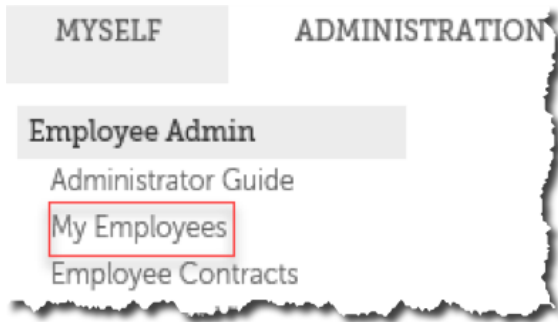 MYSELF ADMINISTRATION
Employee Admin
Administrator Guide
My Employees
Employee Contracts